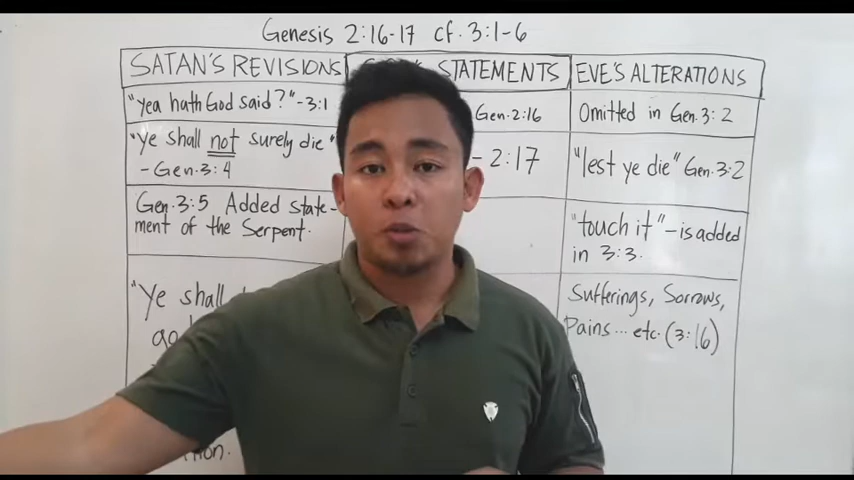 Genesis 2:16-17 cf. 3:1-6
SATAN'S REVISIONS
"yea hath God said?"-3:1
"Ye shall not surely die"
-Gen. 3:4
Gen. 3:5 Added state-
ment of the Serpent.
"Ye shall
STATEMENTS
Gen. 2:16
- 2:17
EVE'S ALTERATIONS
Omitted in Gen. 3:2
"lest ye die" Gen. 3:2
"touch it" - is added
in 3:3.
Sufferings, Sorrows,
Pains... etc. (3:16)